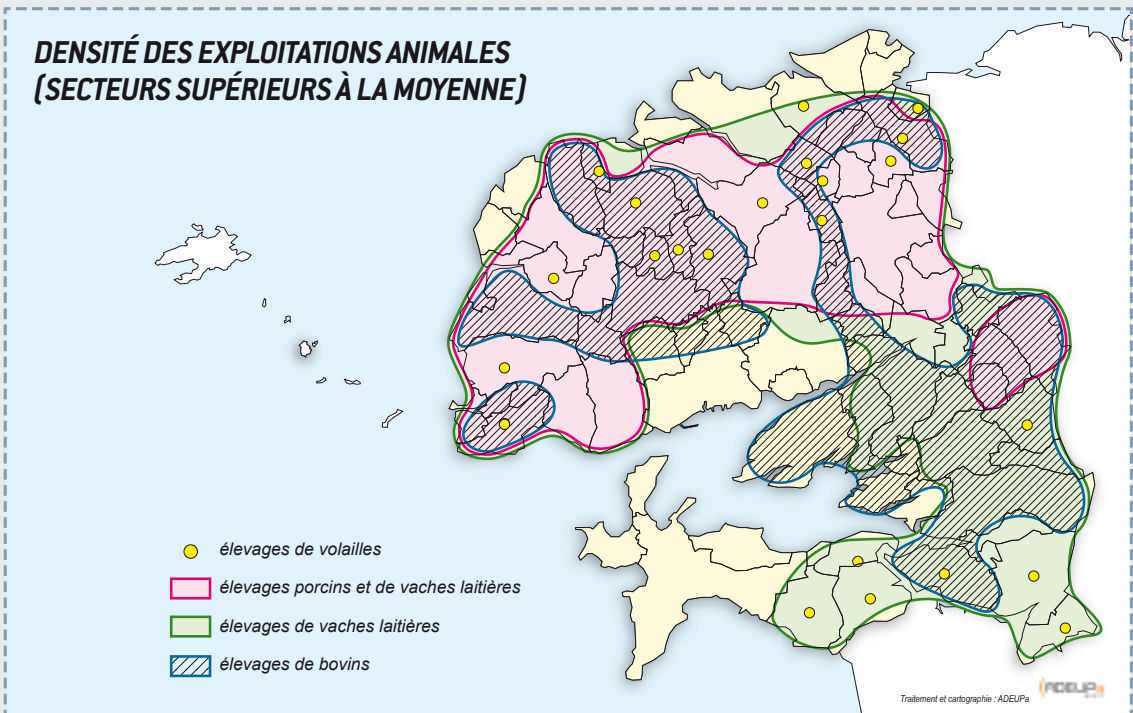 DENSITÉ DES EXPLOITATIONS ANIMALES
(SECTEURS SUPÉRIEURS À LA MOYENNE)
élevages de volailles
élevages porcins et de vaches laitières
élevages de vaches laitières
élevages de bovins
Traitement et cartographie : ADEUPa
ADEUPa